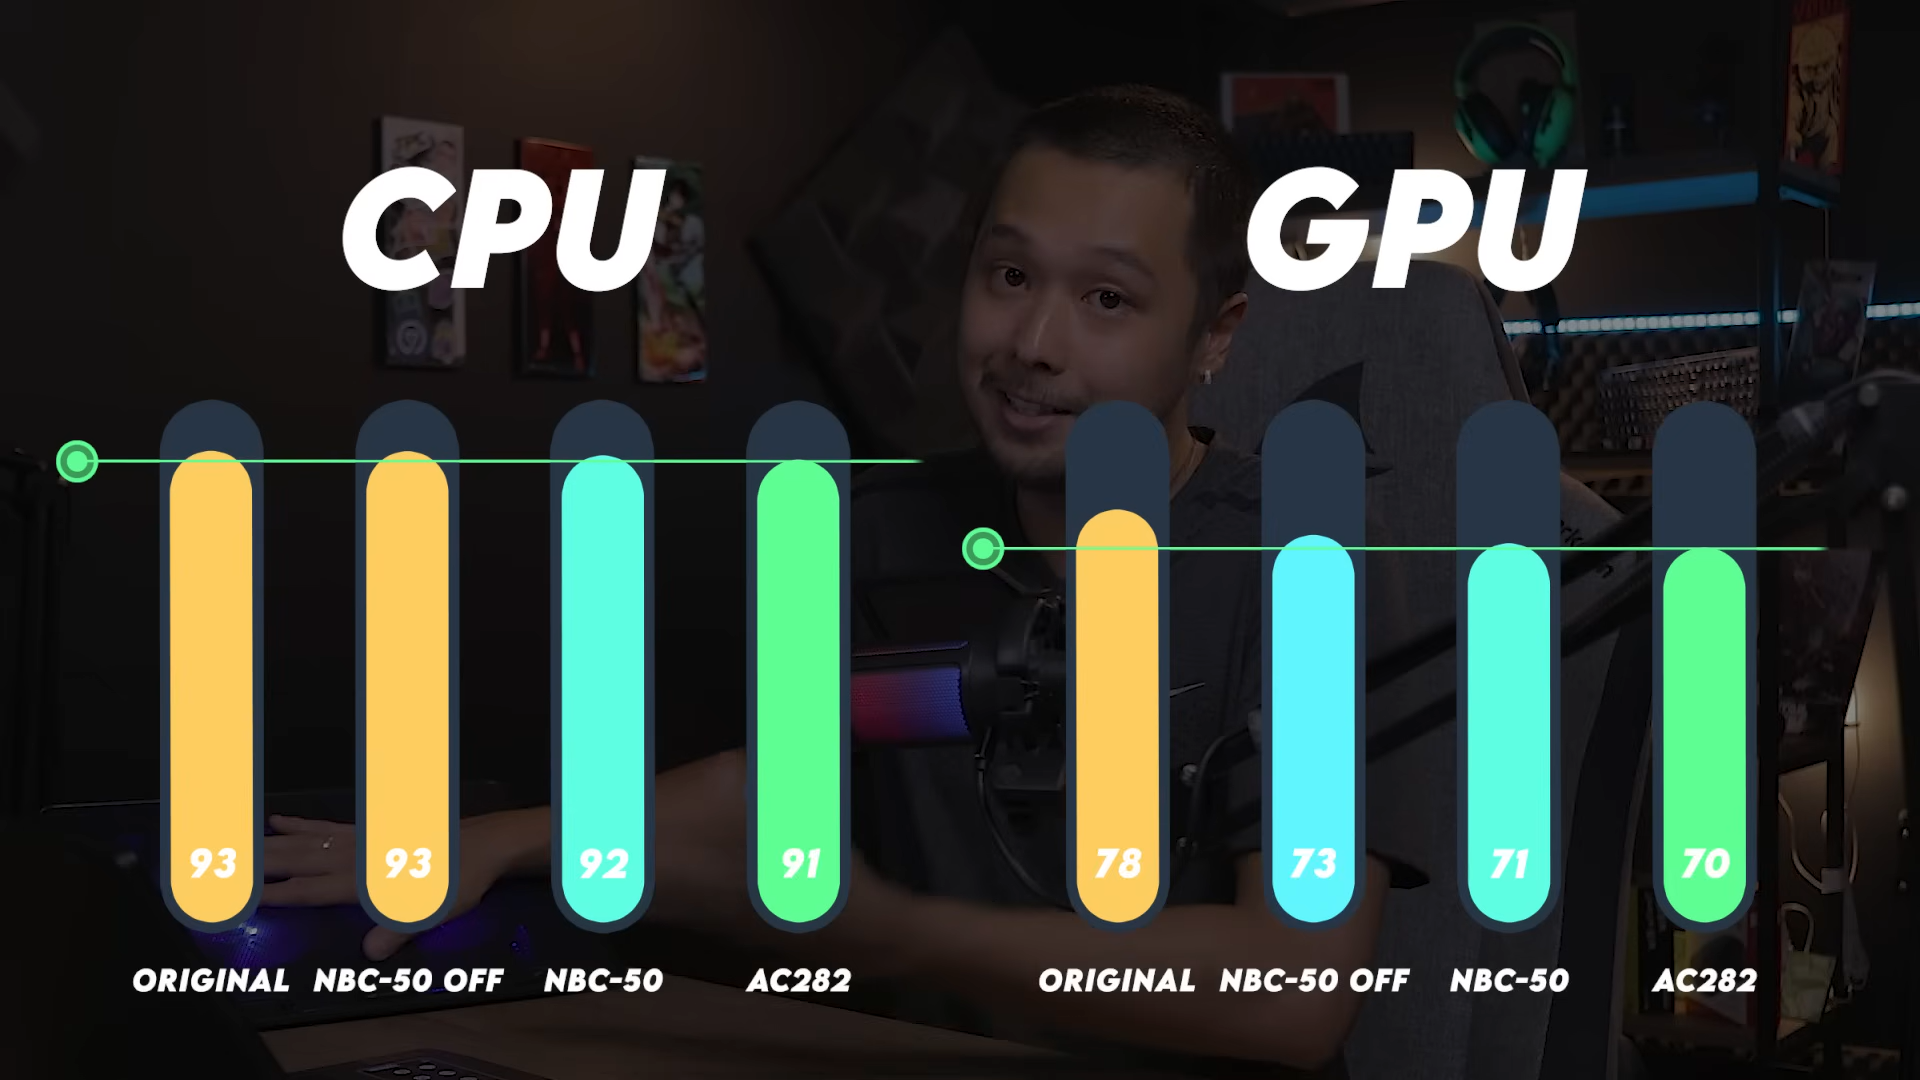 CPU
93
93
92
91
ORIGINAL
NBC-50 OFF
NBC-50
AC282
GPU
78
73
71
70
ORIGINAL
NBC-50 OFF
NBC-50
AC282